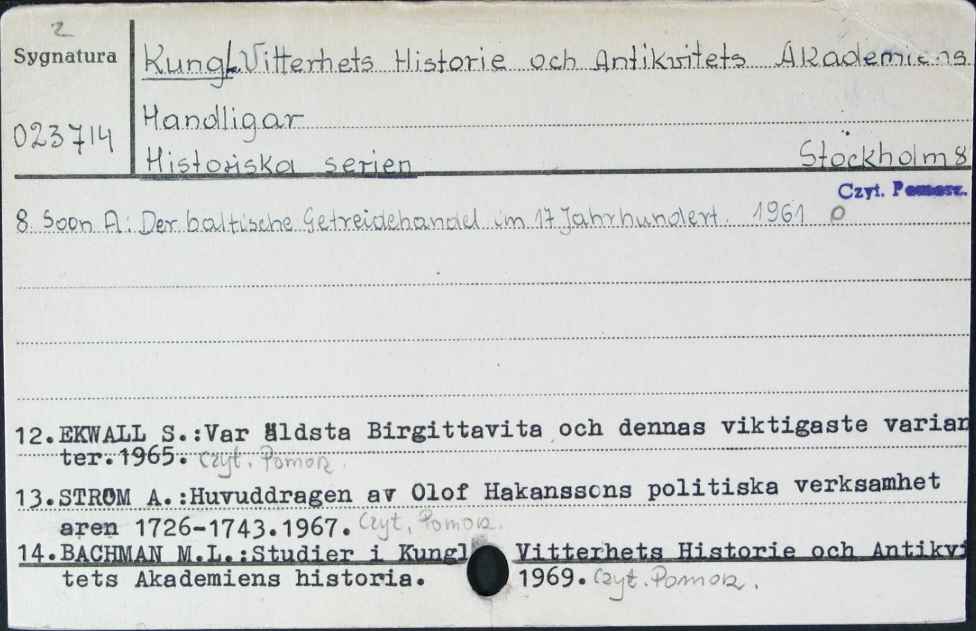 2
Sygnatura
Kungl. Vitterhets Historie och Antikvitets Akademiens
023714
Handligar
Historiska serien Stockholm 8
Czyt. Pomorz.
8. Soon A: Der baltische Getreidehandel im 17 Jahrhundert. 1961
12. EKWALL S.:Var äldsta Birgittavita och dennas viktigaste varian
ter.1965. Czyt. Pomorz.
13. STROM A.:Huvuddragen av Olof Hakanssons politiska verksamhet
aren 1726-1743.1967. Czyt. Pomorz.
14. BACHMAN M.L.:Studier i Kungl Vitterhets Historie och Antikvi
tets Akademiens historia. 1969. Czyt. Pomorz.